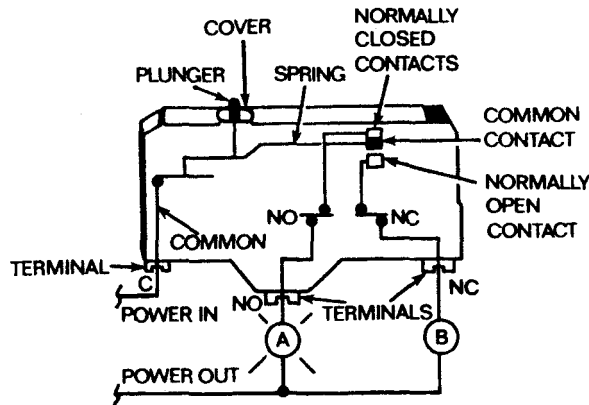 COVER
NORMALLY
CLOSED
CONTACTS
PLUNGER
SPRING
COMMON
CONTACT
NORMALLY
OPEN
CONTACT
NO
NC
COMMON
TERMINAL
C
NO
TERMINALS
NC
POWER IN
A
B
POWER OUT